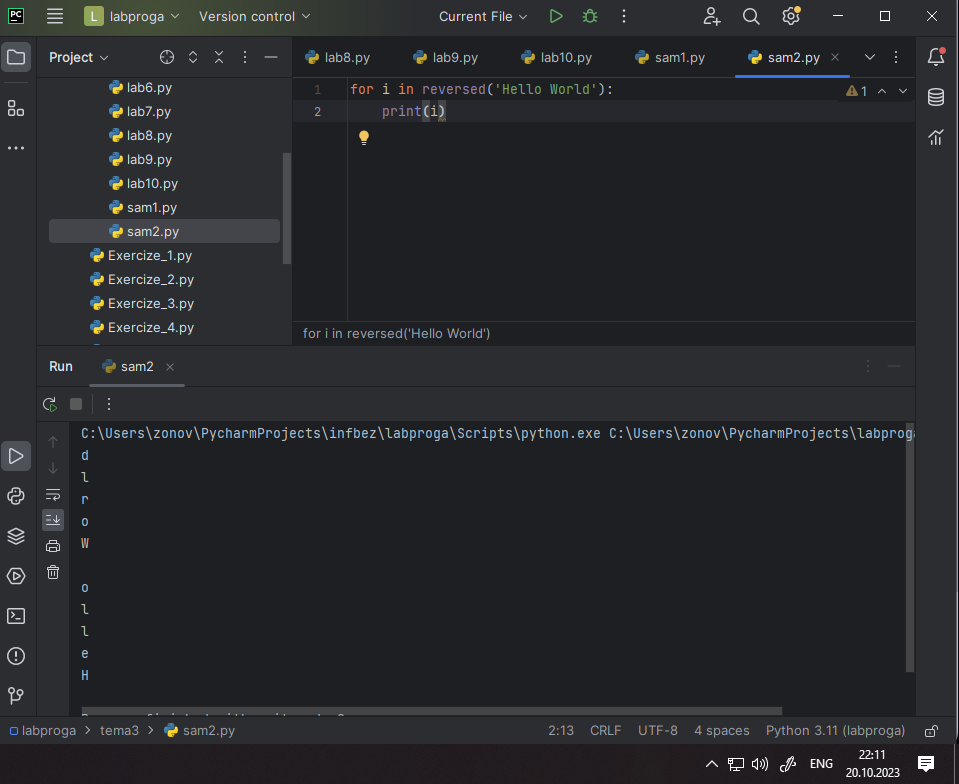 PC
L labproga Version control Current File
Project
lab8.py lab9.py lab10.py sam1.py sam2.py
lab6.py
lab7.py
lab8.py
lab9.py
lab10.py
sam1.py
sam2.py
Exercize_1.py
Exercize_2.py
Exercize_3.py
Exercize_4.py
1 for i in reversed('Hello World'):
2 print(i)
1
for i in reversed('Hello World')
Run sam2
C:\Users\zonov\PycharmProjects\infbez\labproga\Scripts\python.exe C:\Users\zonov\PycharmProjects\labproga
d
l
r
o
W
o
l
l
e
H
labproga > tema3 > sam2.py 2:13 CRLF UTF-8 4 spaces Python 3.11 (labproga)
ENG
22:11
20.10.2023